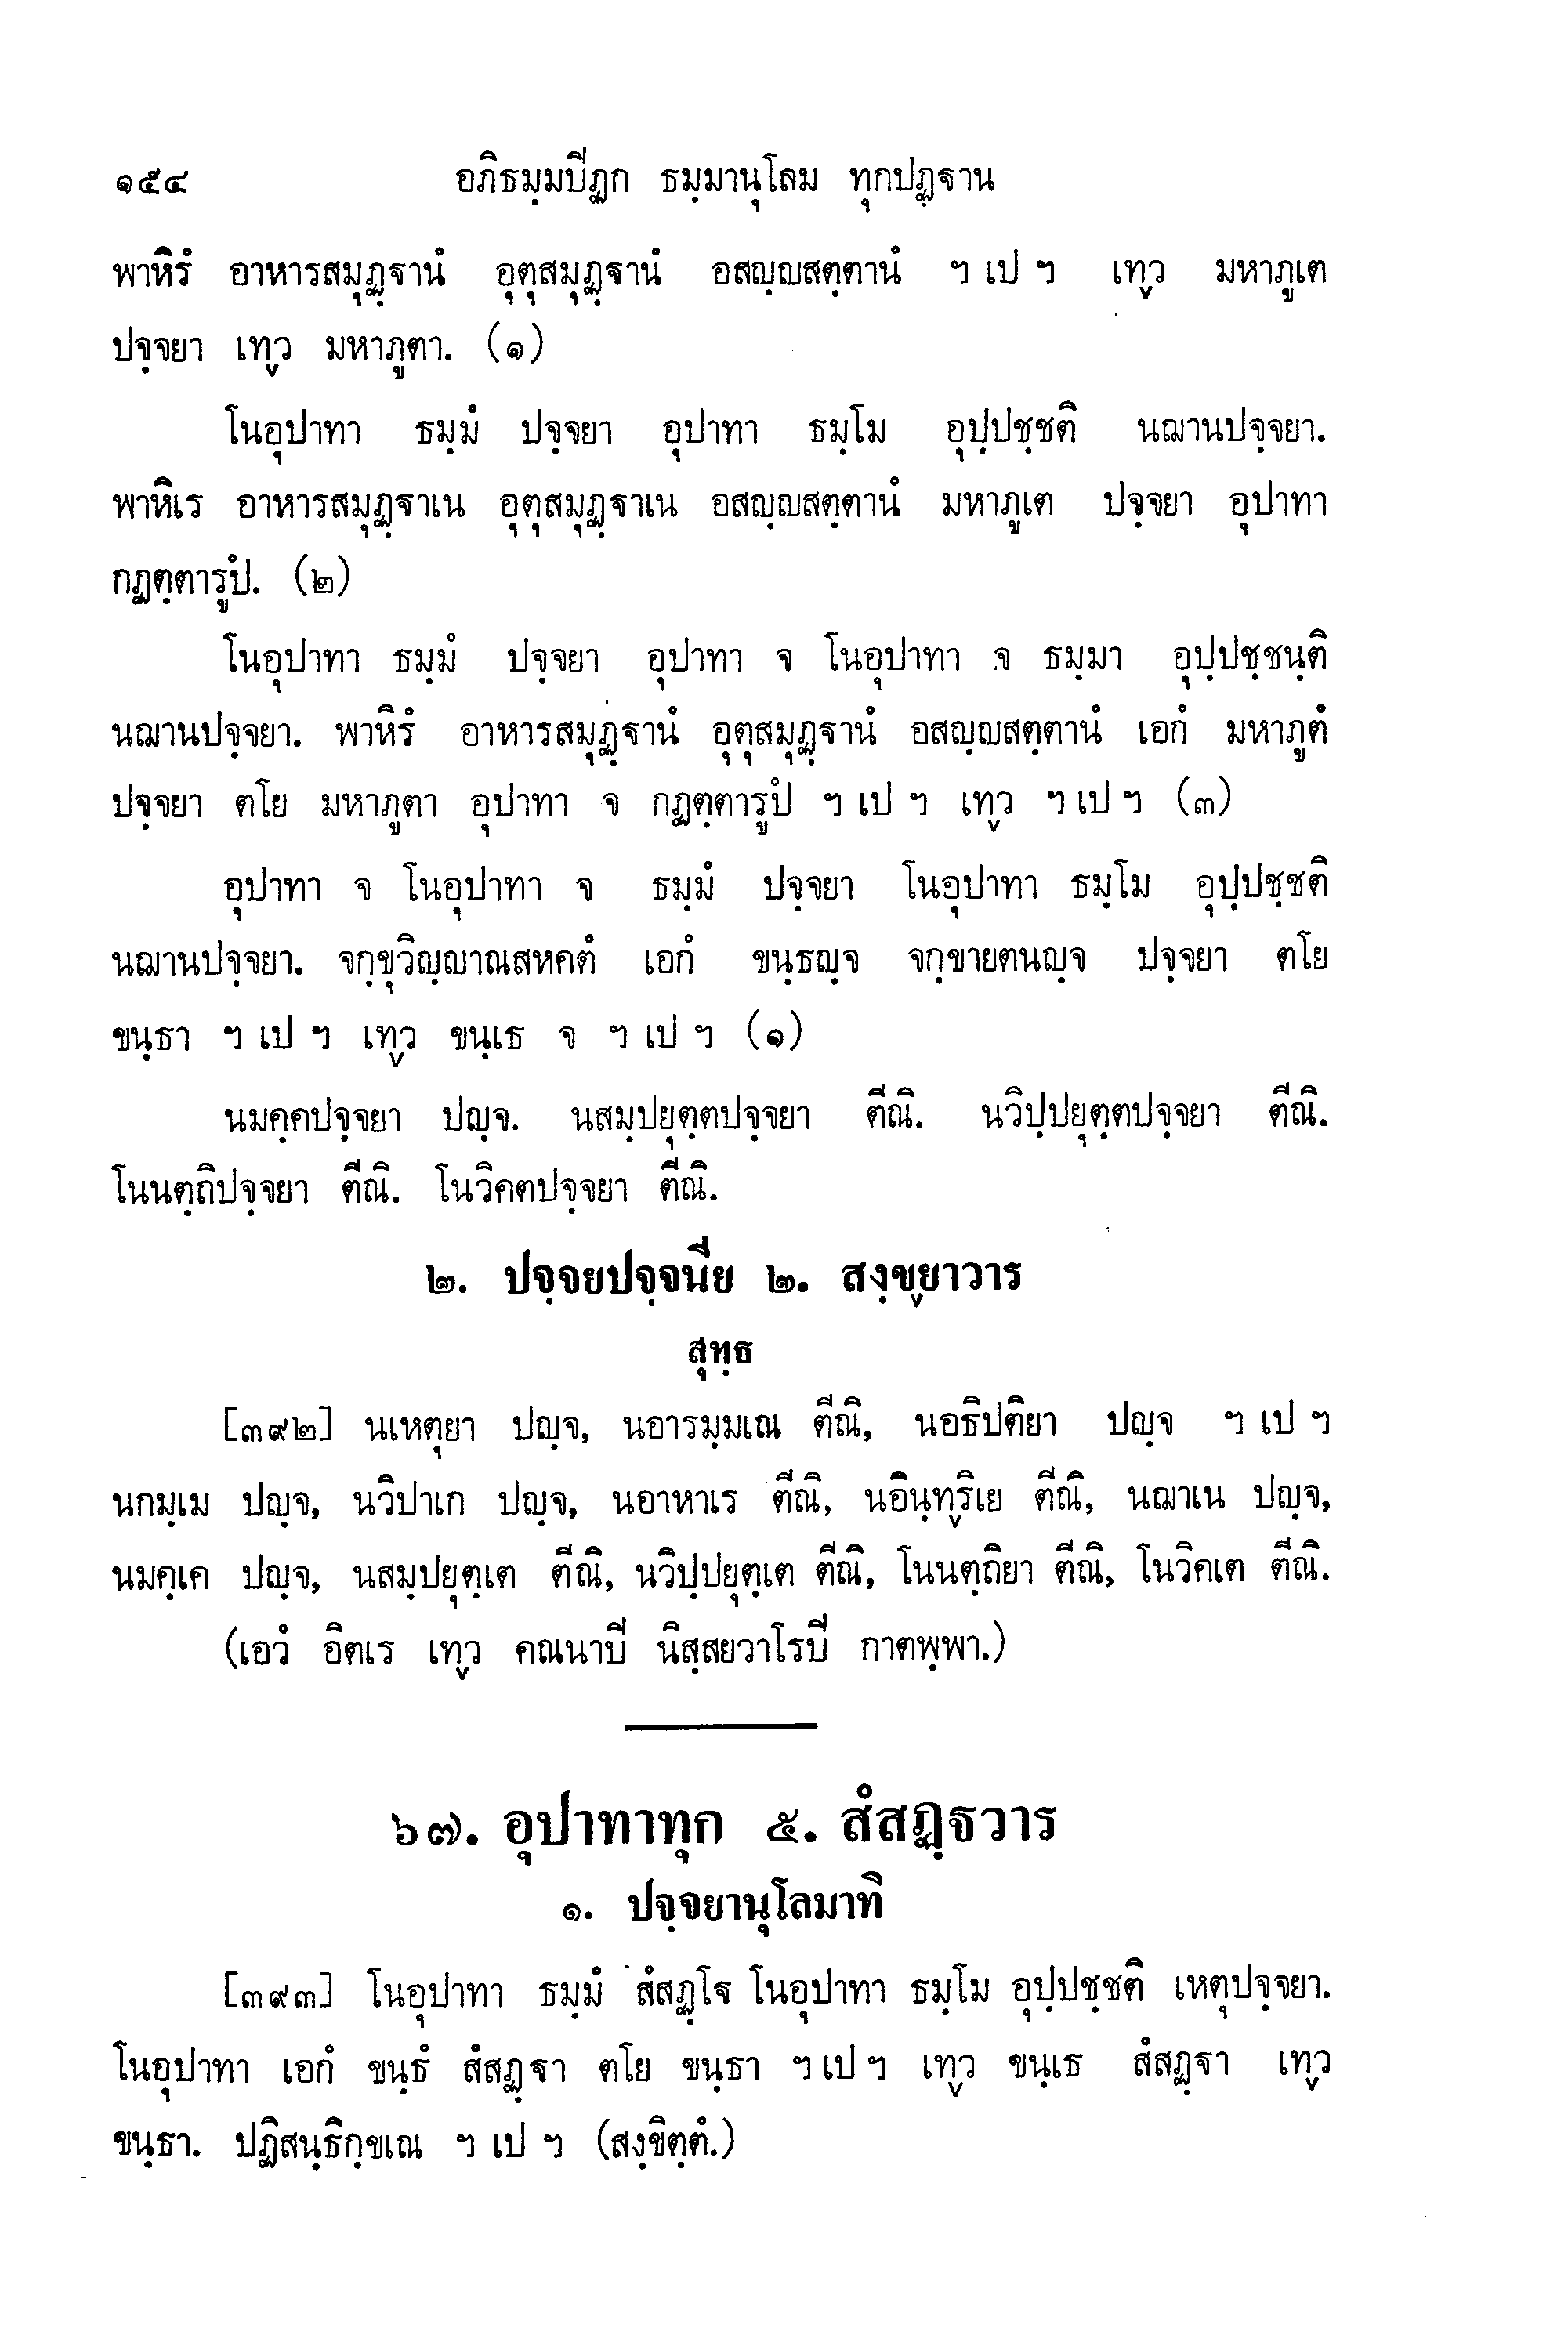 ๑๕๔ อภิธมฺมปิฏก ธมฺมานุโลม ทุกปฏฺฐาน
พาหิรํ อาหารสมุฏฺฐานํ อุตุสมุฏฺฐานํ อสญฺญสตฺตานํ ฯ เป ฯ เทฺว มหาภูเต
ปจฺจยา เทฺว มหาภูตา. (๑)
โนอุปาทา ธมฺมํ ปจฺจยา อุปาทา ธมฺโม อุปฺปชฺชติ นฌานปจฺจยา.
พาหิเร อาหารสมุฏฺฐาเน อุตุสมุฏฺฐาเน อสญฺญสตฺตานํ มหาภูเต ปจฺจยา อุปาทา
กฏตฺตารูปํ. (๒)
โนอุปาทา ธมฺมํ ปจฺจยา อุปาทา จ โนอุปาทา จ ธมฺมา อุปฺปชฺชนฺติ
นฌานปจฺจยา. พาหิรํ อาหารสมุฏฺฐานํ อุตุสมุฏฺฐานํ อสญฺญสตฺตานํ เอกํ มหาภูตํ
ปจฺจยา ตโย มหาภูตา อุปาทา จ กฏตฺตารูปํ ฯ เป ฯ เทฺว ฯ เป ฯ (๓)
อุปาทา จ โนอุปาทา จ ธมฺมํ ปจฺจยา โนอุปาทา ธมฺโม อุปฺปชฺชติ
นฌานปจฺจยา. จกฺขุวิญฺญาณสหคตํ เอกํ ขนฺธญฺจ จกฺขายตนญฺจ ปจฺจยา ตโย
ขนฺธา ฯ เป ฯ เทฺว ขนฺเธ จ ฯ เป ฯ (๑)
นมคฺคปจฺจยา ปญฺจ. นสมฺปยุตฺตปจฺจยา ตีณิ. นวิปฺปยุตฺตปจฺจยา ตีณิ.
โนนตฺถิปจฺจยา ตีณิ. โนวิคตปจฺจยา ตีณิ.
๒. ปจฺจยปจฺจนีย ๒. สงฺขฺยาวาร
สุทฺธ
[๓๙๒] นเหตุยา ปญฺจ, นอารมฺมเณ ตีณิ, นอธิปติยา ปญฺจ ฯ เป ฯ
นกมฺเม ปญฺจ, นวิปาเก ปญฺจ, นอาหาเร ตีณิ, นอินฺทฺริเย ตีณิ, นฌาเน ปญฺจ,
นมคฺเค ปญฺจ, นสมฺปยุตฺเต ตีณิ, นวิปฺปยุตฺเต ตีณิ, โนนตฺถิยา ตีณิ, โนวิคเต ตีณิ.
(เอวํ อิตเร เทฺว คณนาปี นิสฺสยวาโรปี กาตพฺพา.)
๖๗. อุปาทาทุก ๕. สํสฏฺฐวาร
๑. ปจฺจยานุโลมาทิ
[๓๙๓] โนอุปาทา ธมฺมํ สํสฏฺโฐ โนอุปาทา ธมฺโม อุปฺปชฺชติ เหตุปจฺจยา.
โนอุปาทา เอกํ ขนฺธํ สํสฏฺฐา ตโย ขนฺธา ฯ เป ฯ เทฺว ขนฺเธ สํสฏฺฐา เทฺว
ขนฺธา. ปฏิสนฺธิกฺขเณ ฯ เป ฯ (สงฺขิตฺตํ.)